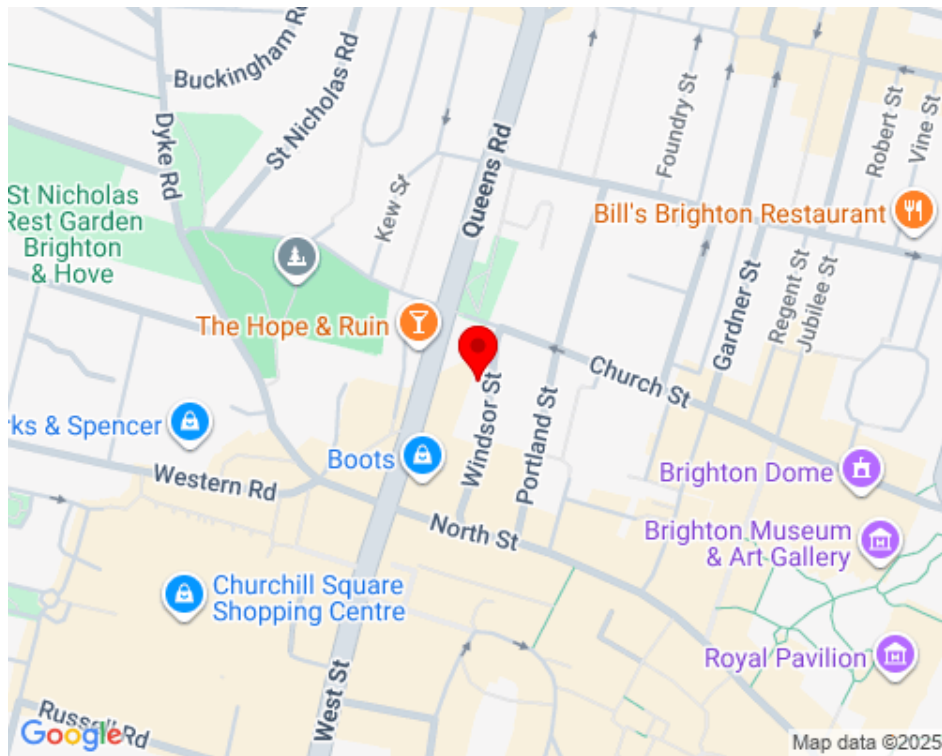 Buckingham Rd
St Nicholas Rd
Dyke Rd
Queens Rd
Foundry St
Robert St
Vine St
St Nicholas
Rest Garden
Brighton
& Hove
Kew St
Bill's Brighton Restaurant
Gardner St
Regent St
Jubilee St
The Hope & Ruin
Church St
Windsor St
Portland St
rks & Spencer
Boots
Western Rd
North St
Brighton Dome
Brighton Museum
& Art Gallery
Churchill Square
Shopping Centre
Royal Pavilion
West St
Russell Rd
Google
Map data ©2025